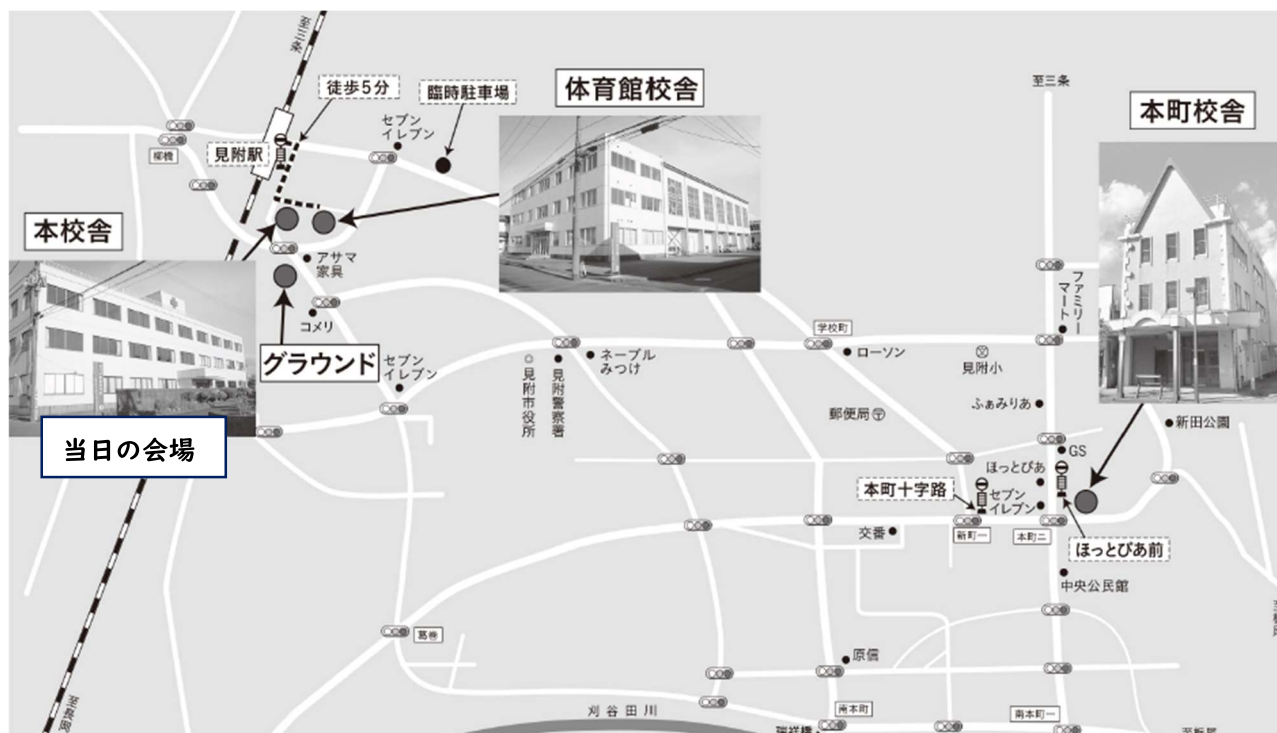 至三条
徒歩5分
臨時駐車場
体育館校舎
至三条
本町校舎
セブン
イレブン
見附駅
柳橋
本校舎
アサマ
家具
コメリ
グラウンド
セブン
イレブン
当日の会場
見附市役所
見附警察署
ネーブル
みつけ
学校町
ローソン
見附小
ファミリー
マート
郵便局
ふぁみりあ
新田公園
GS
ほっとぴあ
セブン
イレブン
本町十字路
交番
新町一
本町二
ほっとぴあ前
中央公民館
葛巻
原信
刈谷田川
南本町
南本町一